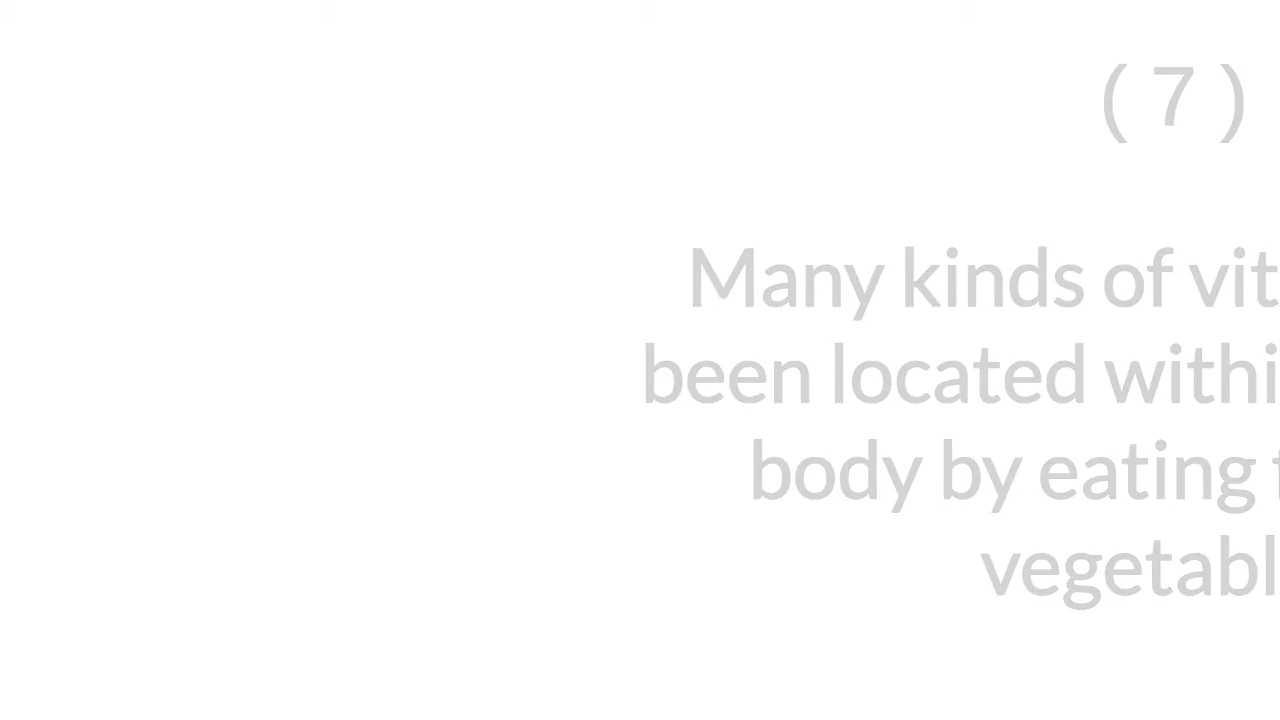 ( 7 )
Many kinds of vit
been located withi
body by eating
vegetabl